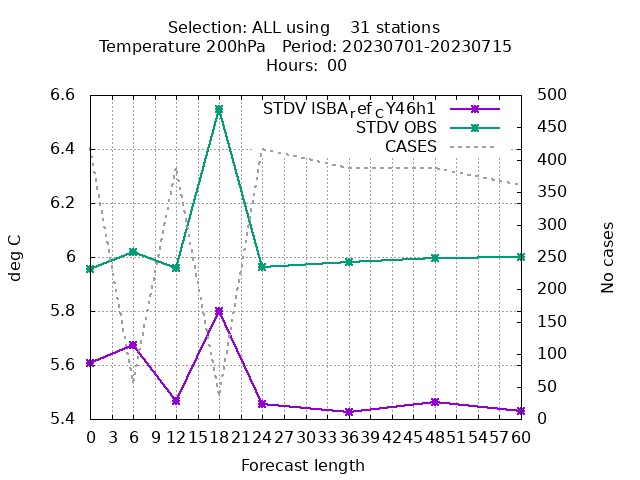 Selection: ALL using    31 stations
Temperature 200hPa   Period: 20230701-20230715
Hours:  00
STDV ISBA_ref_CY46h1
STDV OBS
CASES
6.6
6.4
6.2
6
5.8
5.6
5.4
500
450
400
350
300
250
200
150
100
50
0
deg C
No cases
0 3 6 9 12 15 18 21 24 27 30 33 36 39 42 45 48 51 54 57 60
Forecast length